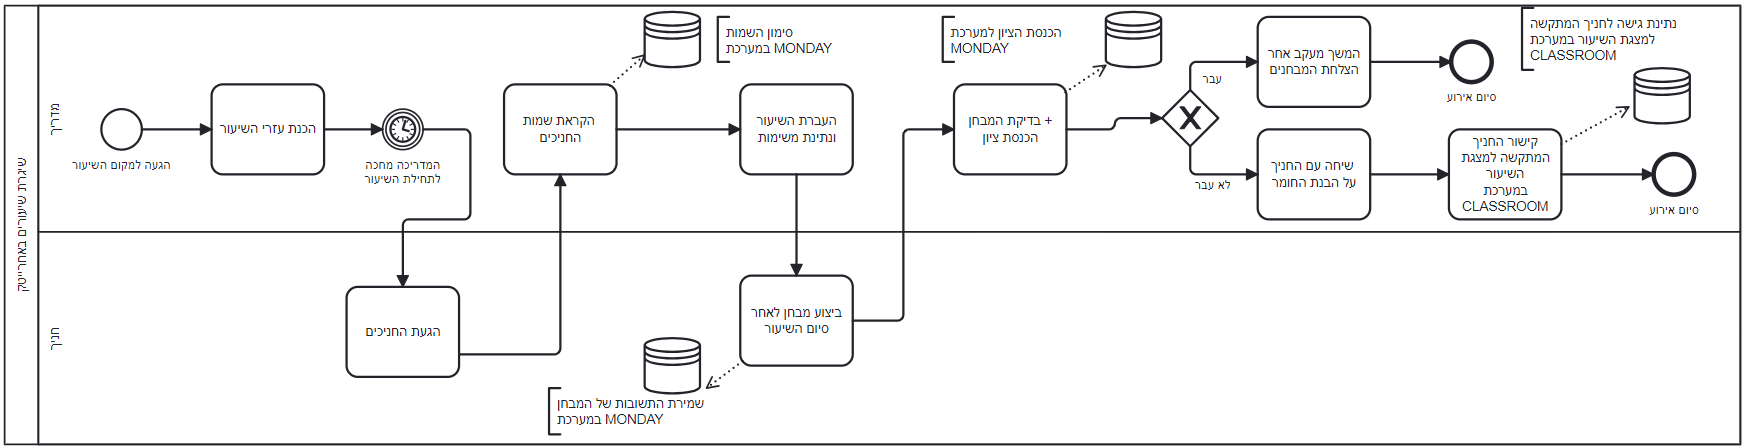 שיגרת שיעורים באחרייטק
מדריך
חניך
הגעה למקום השיעור
הכנת עזרי השיעור
המדריכה מחכה
לתחילת השיעור
הגעת החניכים
הקראת שמות
החניכים
סימון השמות
במערכת MONDAY
העברת השיעור
ונתינת משימות
ביצוע מבחן לאחר
סיום השיעור
שמירת התשובות של המבחן
במערכת MONDAY
בדיקת המבחן +
הכנסת ציון
הכנסת הציון למערכת
MONDAY
עבר
לא עבר
המשך מעקב אחר
הצלחת המבחנים
סיום אירוע
שיחה עם החניך
על הבנת החומר
קישור החניך
המתקשה למצגת
השיעור
במערכת
CLASSROOM
נתינת גישה לחניך המתקשה
למצגת השיעור במערכת
CLASSROOM
סיום אירוע